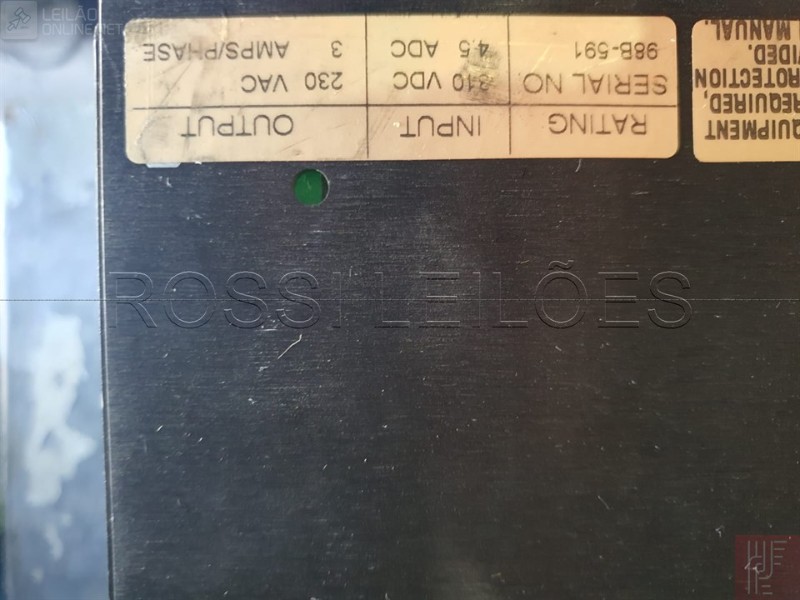 LEILÃO
QUIPMENT
REQUIRED,
ROTECTION
VIDED.
MANUAL.
RATING INPUT OUTPUT
SERIAL NO. 310 VDC 230 VAC
98B-591 4.5 ADC 3 AMPS/PHASE
ROSSI LEILÕES